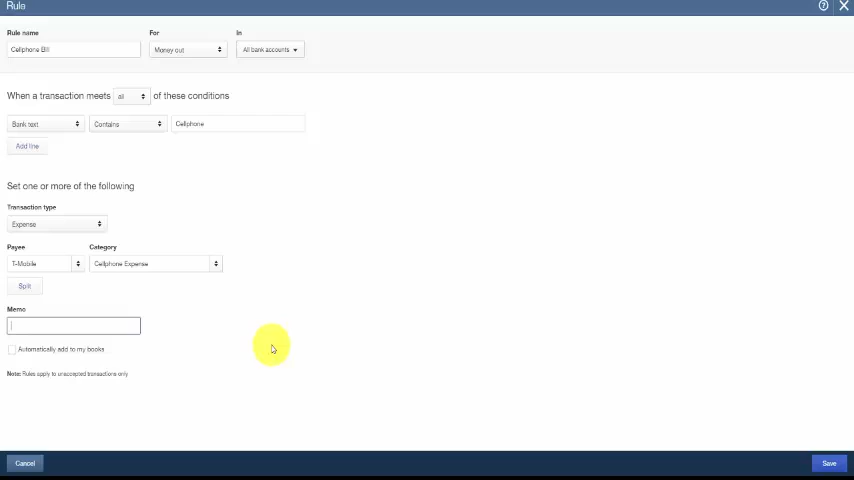 Rule
Rule name For In
Cellphone Bill Money out All bank accounts
When a transaction meets all of these conditions
Bank text Contains Cellphone
Add line
Set one or more of the following
Transaction type
Expense
Payee Category
T-Mobile Cellphone Expense
Split
Memo
Automatically add to my books
Note: Rules apply to unaccepted transactions only
Cancel Save